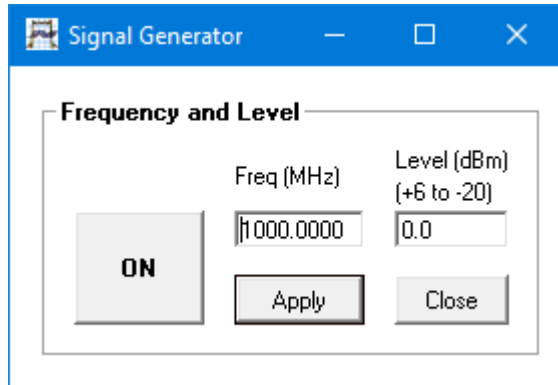 Signal Generator
Frequency and Level
Freq (MHz)
Level (dBm)
(+6 to -20)
1000.0000
0.0
ON
Apply
Close